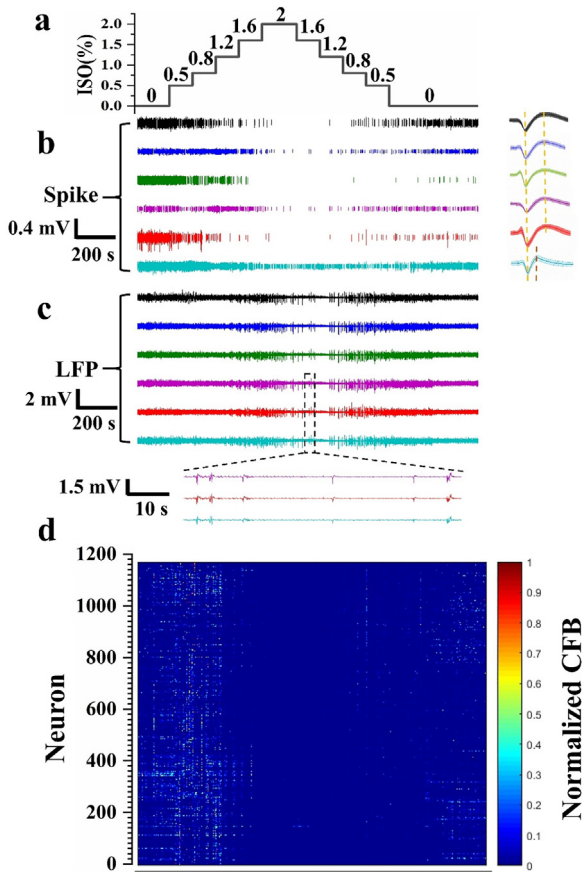 a
ISO(%)
2.0
1.5
1.0
0.5
0.0
0 0.5 0.8 1.2 1.6 2 1.6 1.2 0.8 0.5 0
b
Spike
0.4 mV
200 s
c
LFP
2 mV
200 s
1.5 mV
10 s
d
Neuron
1200
1000
800
600
400
200
0
1
0.9
0.8
0.7
0.6
0.5
0.4
0.3
0.2
0.1
0
Normalized CFB